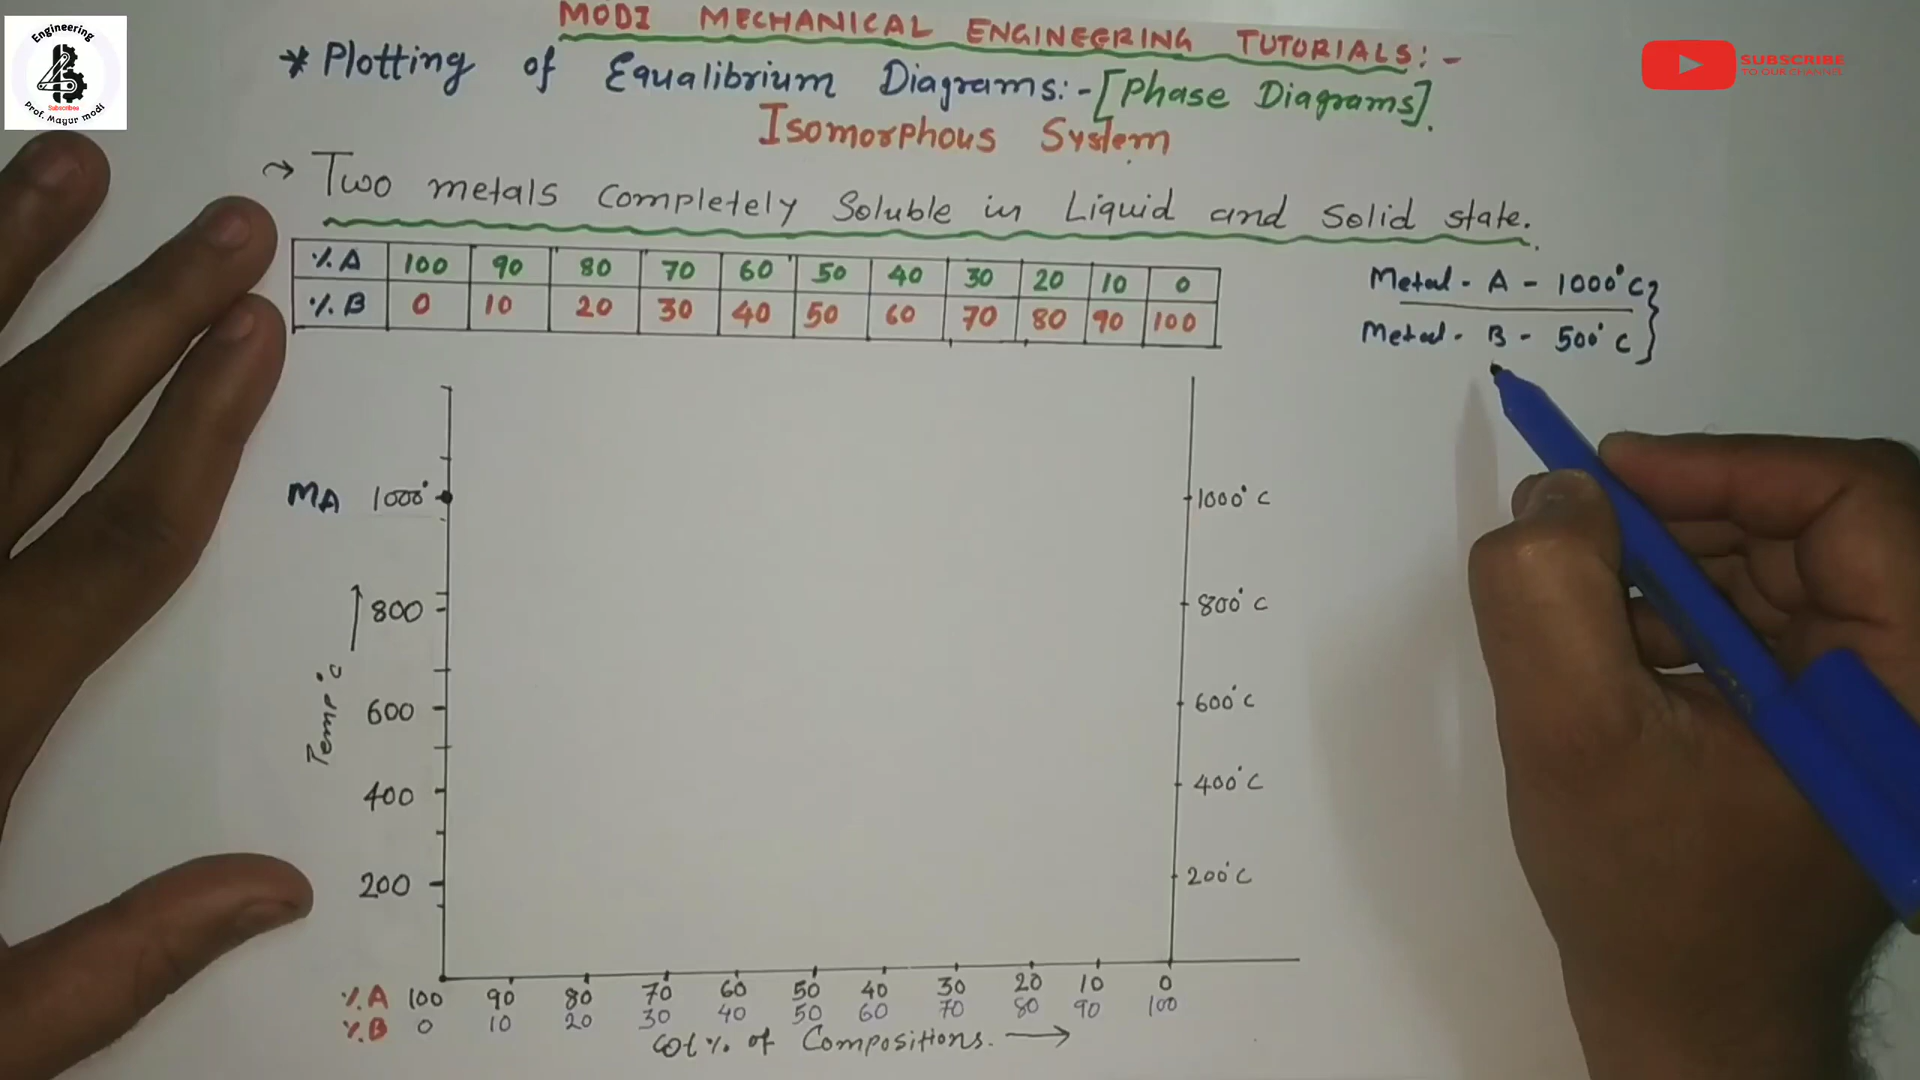 Engineering
Subscribes
Prof. Mayur modi
SUBSCRIBE
TO OUR CHANNEL
MODI MECHANICAL ENGINEERING TUTORIALS:-
* Plotting of Equalibrium Diagrams:-[Phase Diagrams].
Isomorphous System
→ Two metals Completely Soluble in Liquid and Solid state.
%A 100 90 80 70 60 50 40 30 20 10 0
%B 0 10 20 30 40 50 60 70 80 90 100
Metal - A - 1000°C
Metal - B - 500°C
MA 1000°
800
600
400
200
Temp°C
1000°C
800°C
600°C
400°C
200°C
%A 100 90 80 70 60 50 40 30 20 10 0
%B 0 10 20 30 40 50 60 70 80 90 100
wt% of Compositions. →